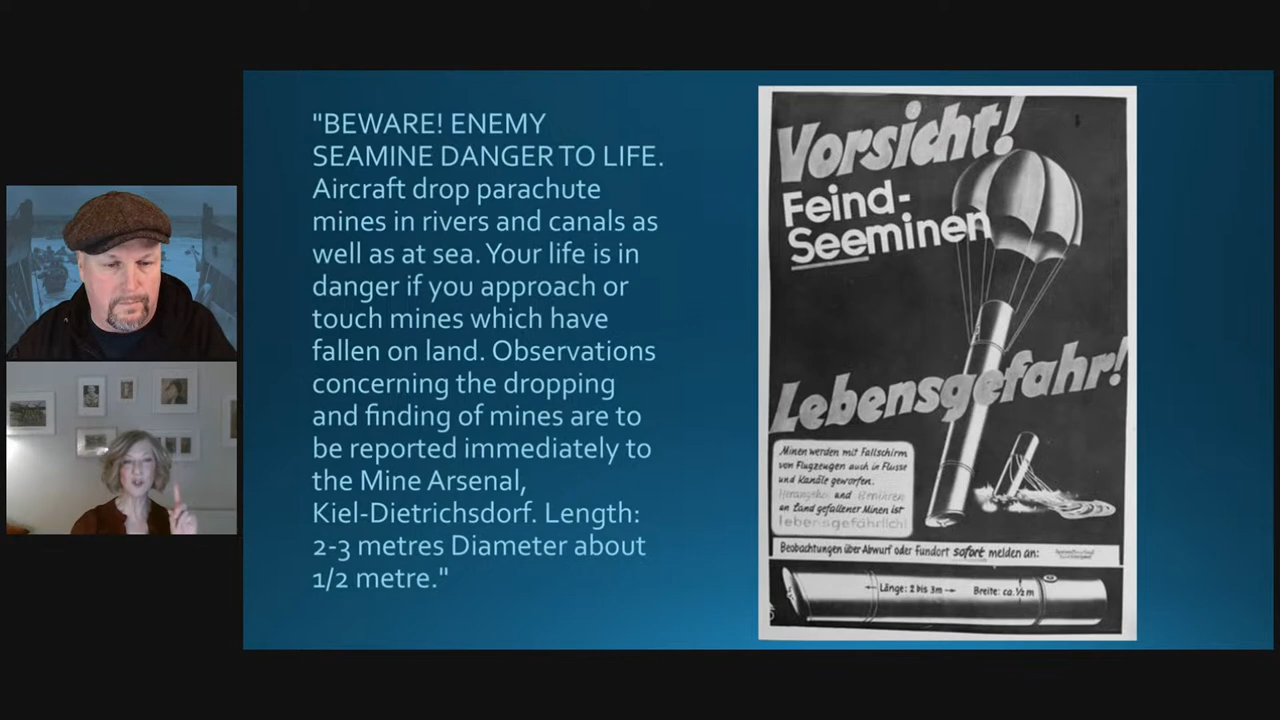 "BEWARE! ENEMY
SEAMINE DANGER TO LIFE.
Aircraft drop parachute
mines in rivers and canals as
well as at sea. Your life is in
danger if you approach or
touch mines which have
fallen on land. Observations
concerning the dropping
and finding of mines are to
be reported immediately to
the Mine Arsenal,
Kiel-Dietrichsdorf. Length:
2-3 metres Diameter about
1/2 metre."
Vorsicht!
Feind-
Seeminen
Lebensgefahr!
Minen werden mit Fallschirm
von Flugzeugen auch in Flüsse
und Kanäle geworfen.
Herangehen und Berühren
an Land gefallener Minen ist
lebensgefährlich!
Beobachtungen über Abwurf oder Fundort sofort melden an:
Länge: 2 bis 3m
Breite: ca. ½ m